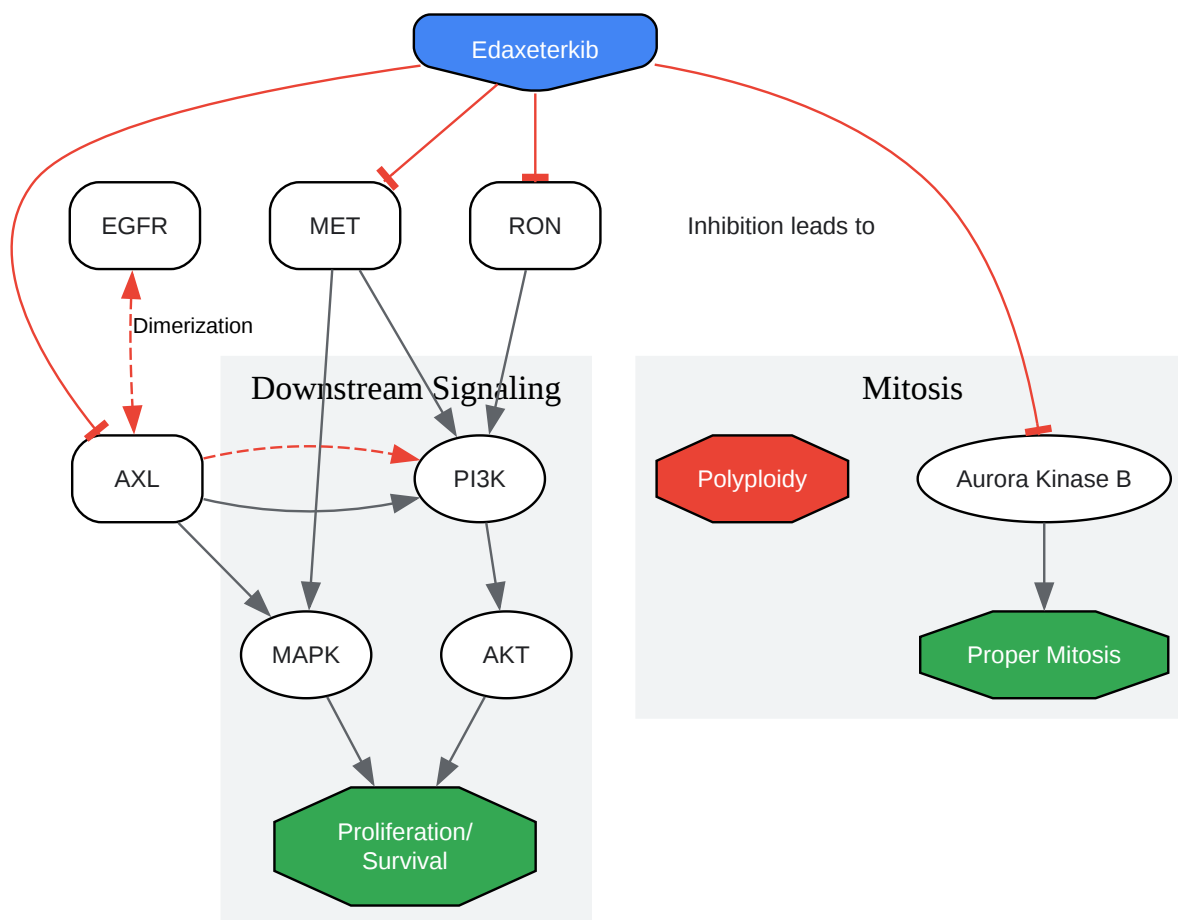 Edaxeterkib
EGFR
MET
RON
Inhibition leads to
Dimerization
Downstream Signaling
Mitosis
AXL
PI3K
Polyploidy
Aurora Kinase B
MAPK
AKT
Proper Mitosis
Proliferation/
Survival